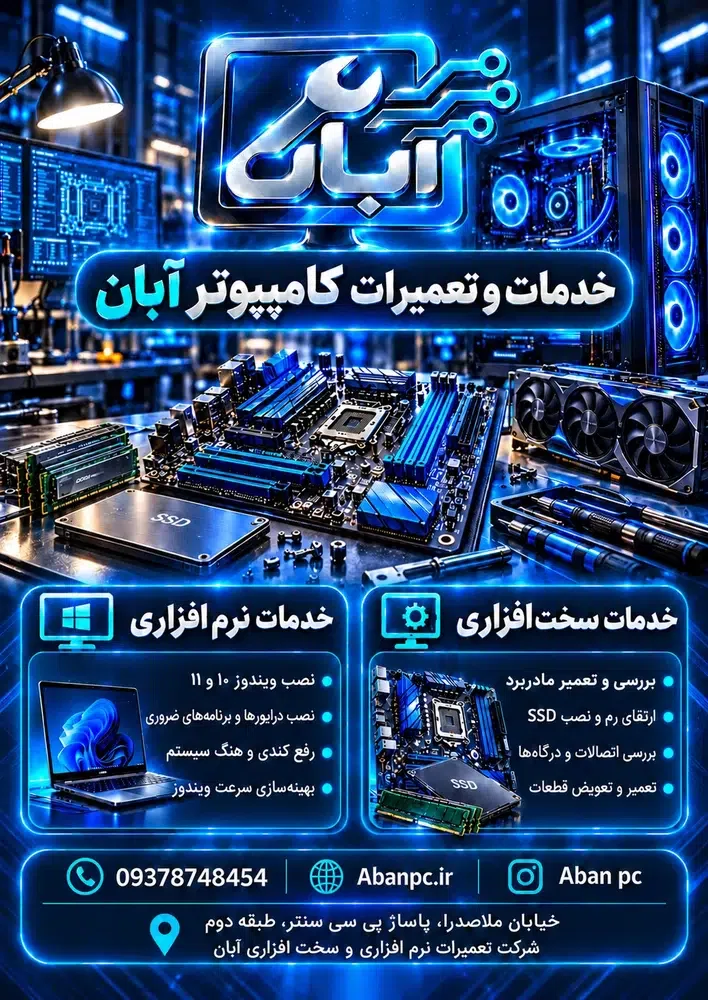 آبان
خدمات و تعمیرات کامپیوتر آبان
SSD
خدمات سخت‌افزاری
بررسی و تعمیر مادربرد
ارتقای رم و نصب SSD
بررسی اتصالات و درگاه‌ها
تعمیر و تعویض قطعات
SSD
خدمات نرم افزاری
نصب ویندوز ۱۰ و ۱۱
نصب درایورها و برنامه‌های ضروری
رفع کندی و هنگ سیستم
بهینه‌سازی سرعت ویندوز
09378748454
Abanpc.ir
Aban pc
خیابان ملاصدرا، پاساژ پی سی سنتر، طبقه دوم
شرکت تعمیرات نرم افزاری و سخت افزاری آبان